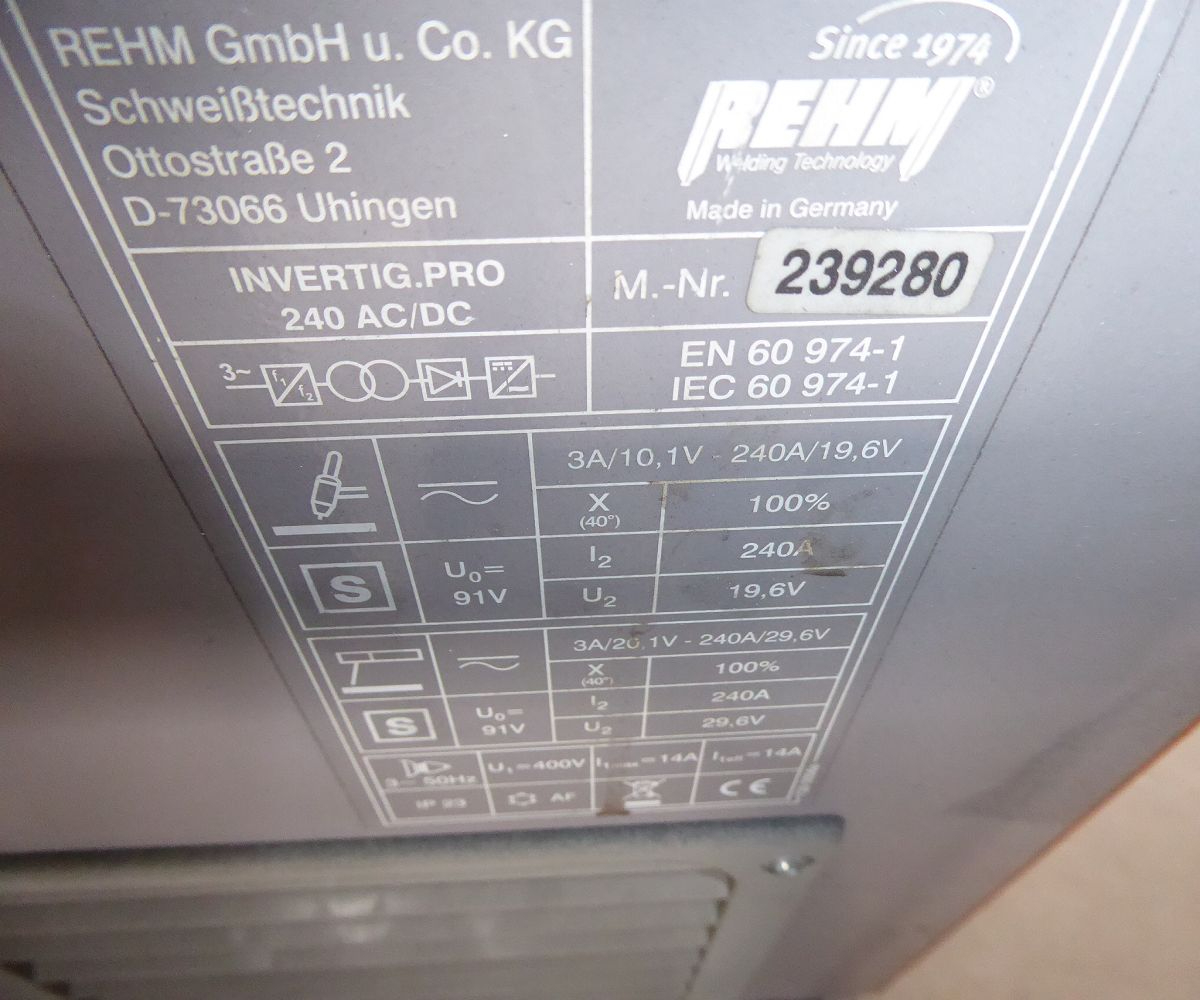 REHM GmbH u. Co. KG
Schweißtechnik
Ottostraße 2
D-73066 Uhingen
Since 1974
REHM®
Welding Technology
Made in Germany
INVERTIG.PRO
240 AC/DC
M.-Nr. 239280
3~ f1 f2
EN 60 974-1
IEC 60 974-1
3A/10,1V - 240A/19,6V
X (40°) 100%
I2 240A
S U0= 91V
U2 19,6V
3A/20,1V - 240A/29,6V
X (40°) 100%
I2 240A
S U0= 91V
U2 29,6V
3~ 50Hz U1=400V I1max=14A I1eff=14A
IP 23 AF CE